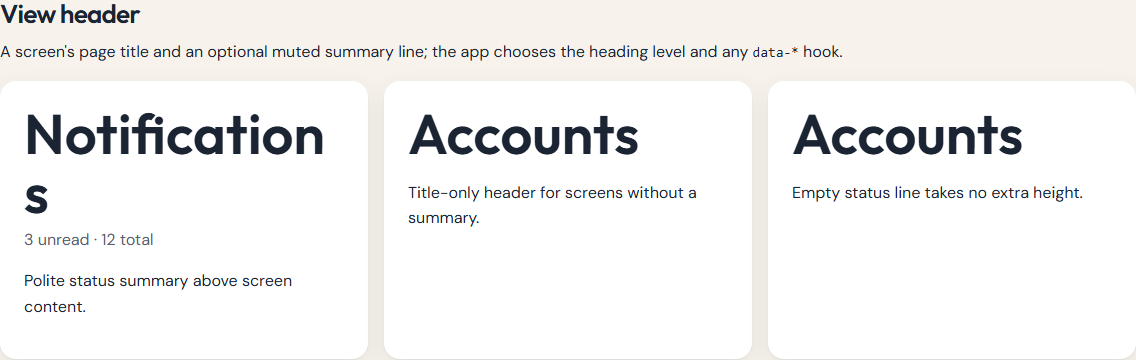 View header
A screen's page title and an optional muted summary line; the app chooses the heading level and any data-* hook.
Notification
s
3 unread · 12 total
Polite status summary above screen
content.
Accounts
Title-only header for screens without a
summary.
Accounts
Empty status line takes no extra height.